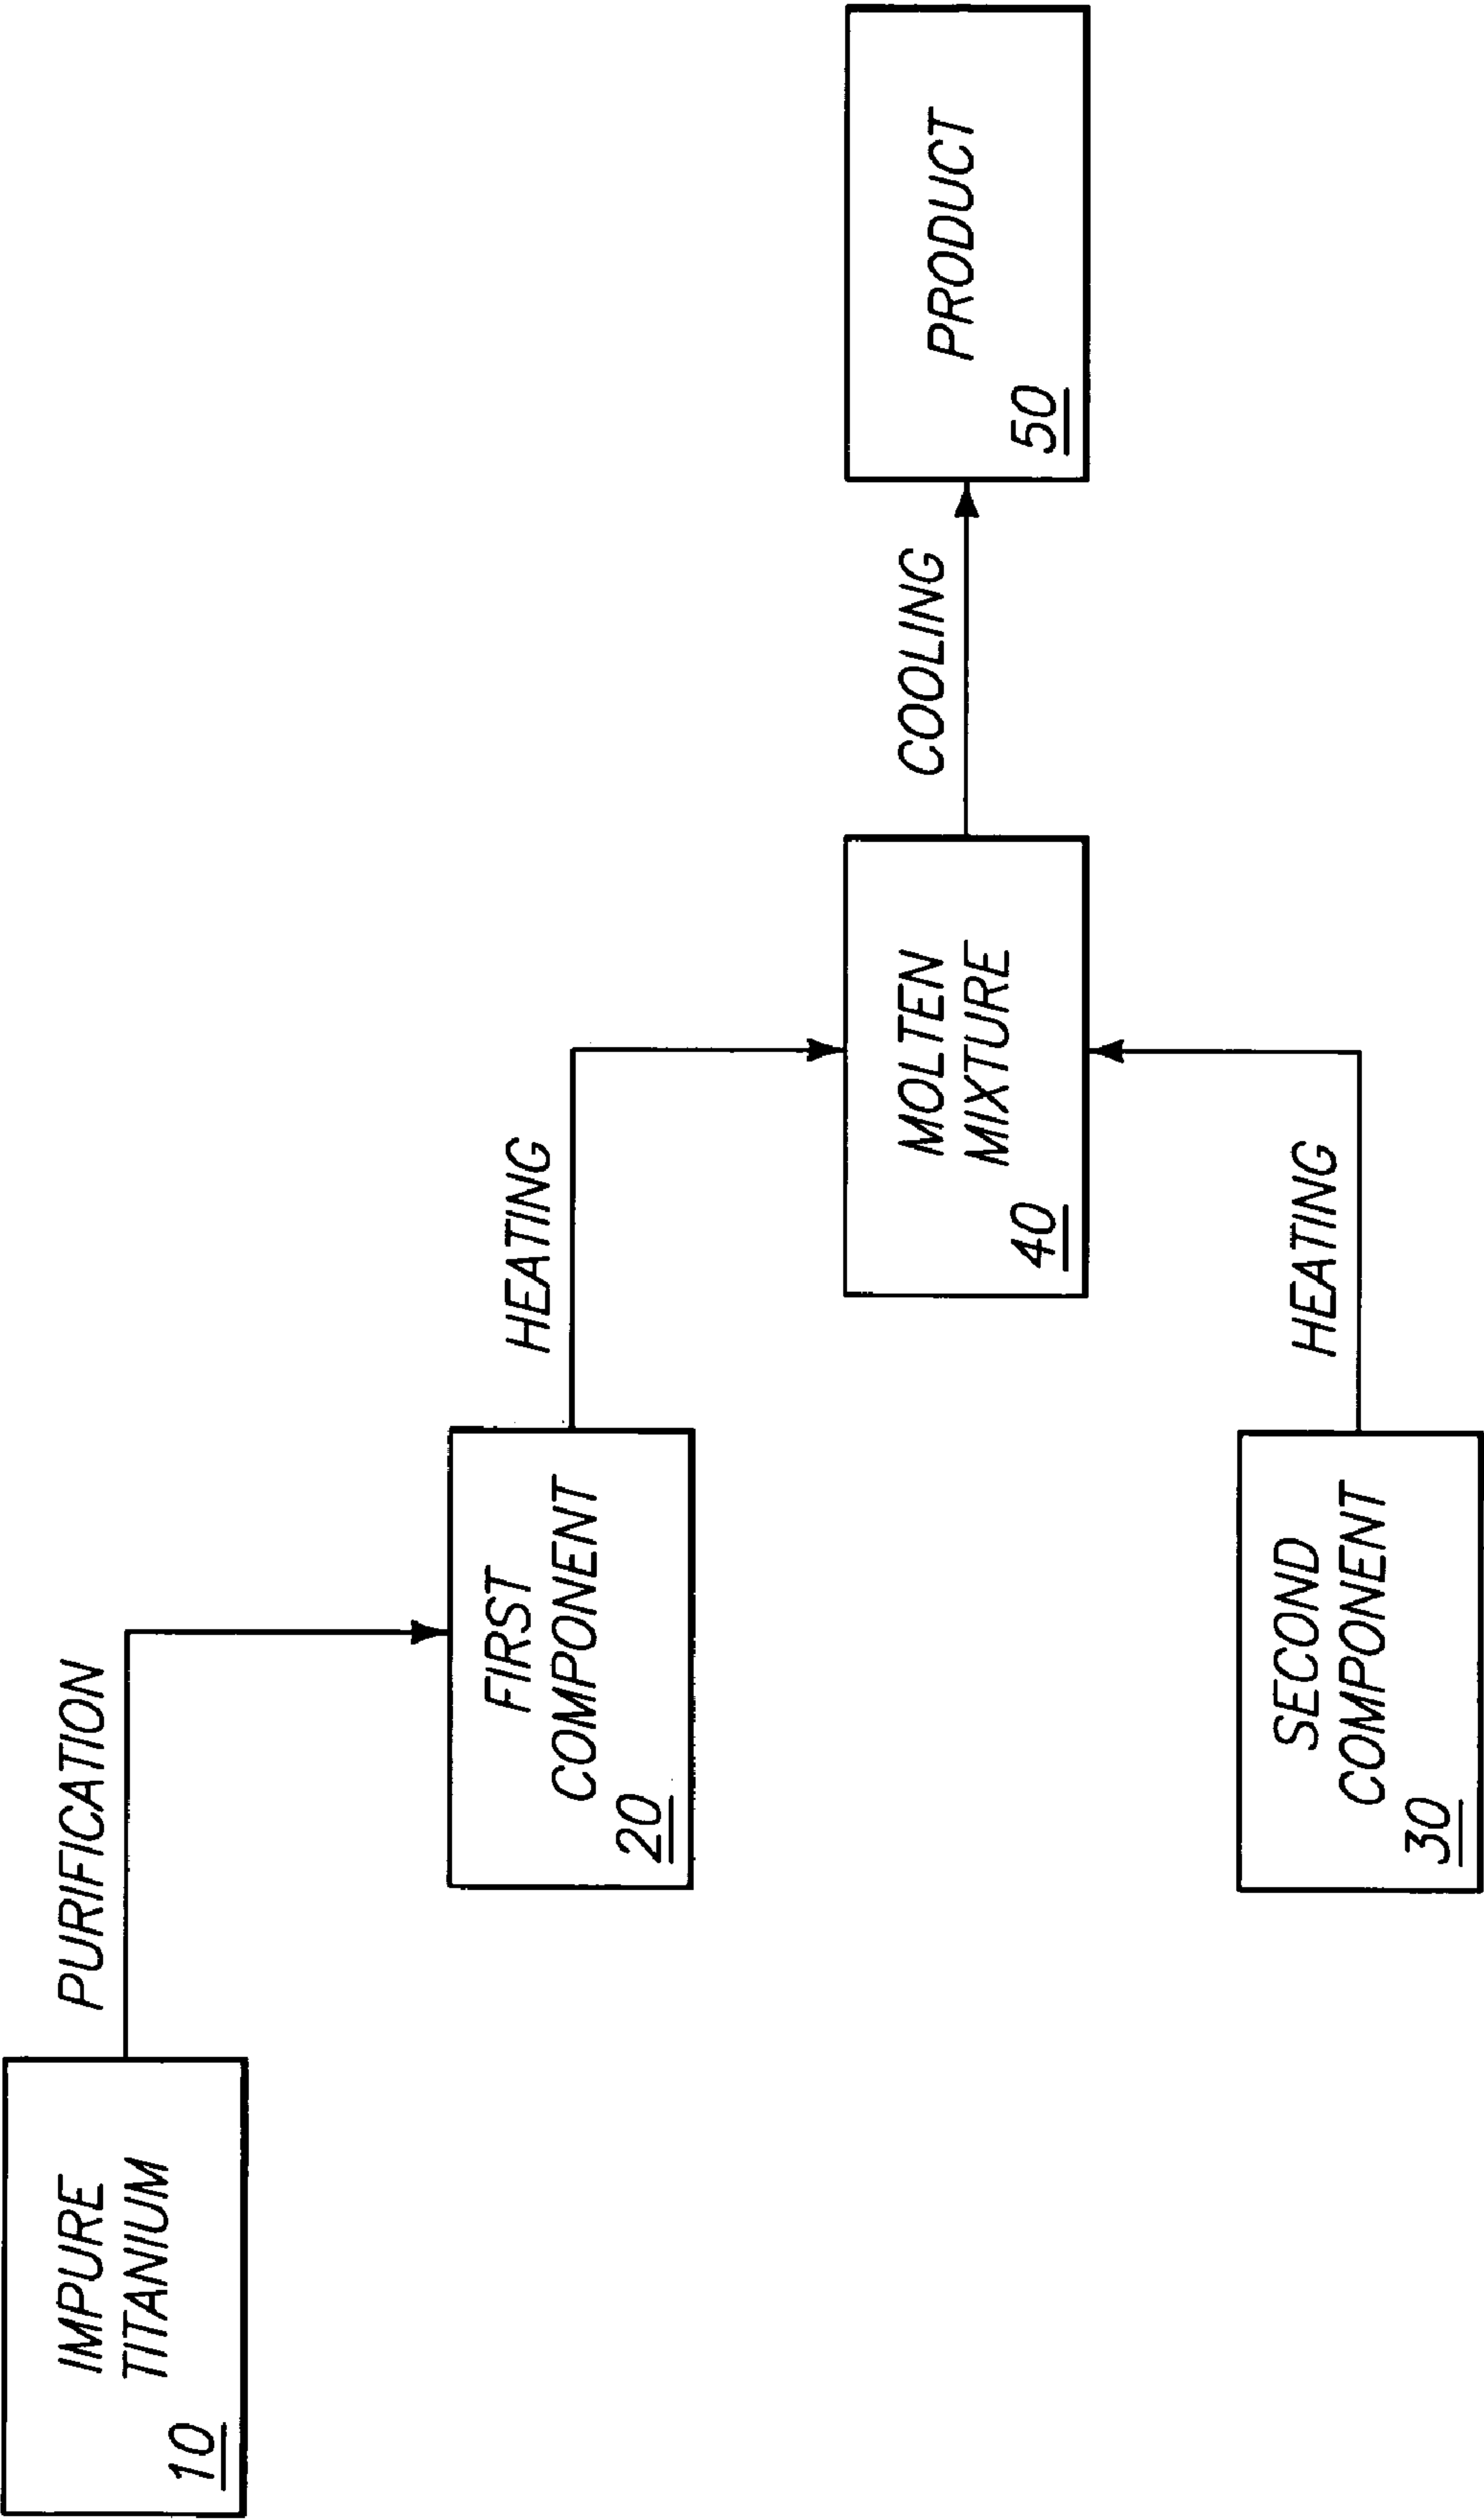 IMPURE
TITANIUM
10
PURIFICATION
FIRST
COMPONENT
20
HEATING
SECOND
COMPONENT
30
HEATING
MOLTEN
MIXTURE
40
COOLING
PRODUCT
50